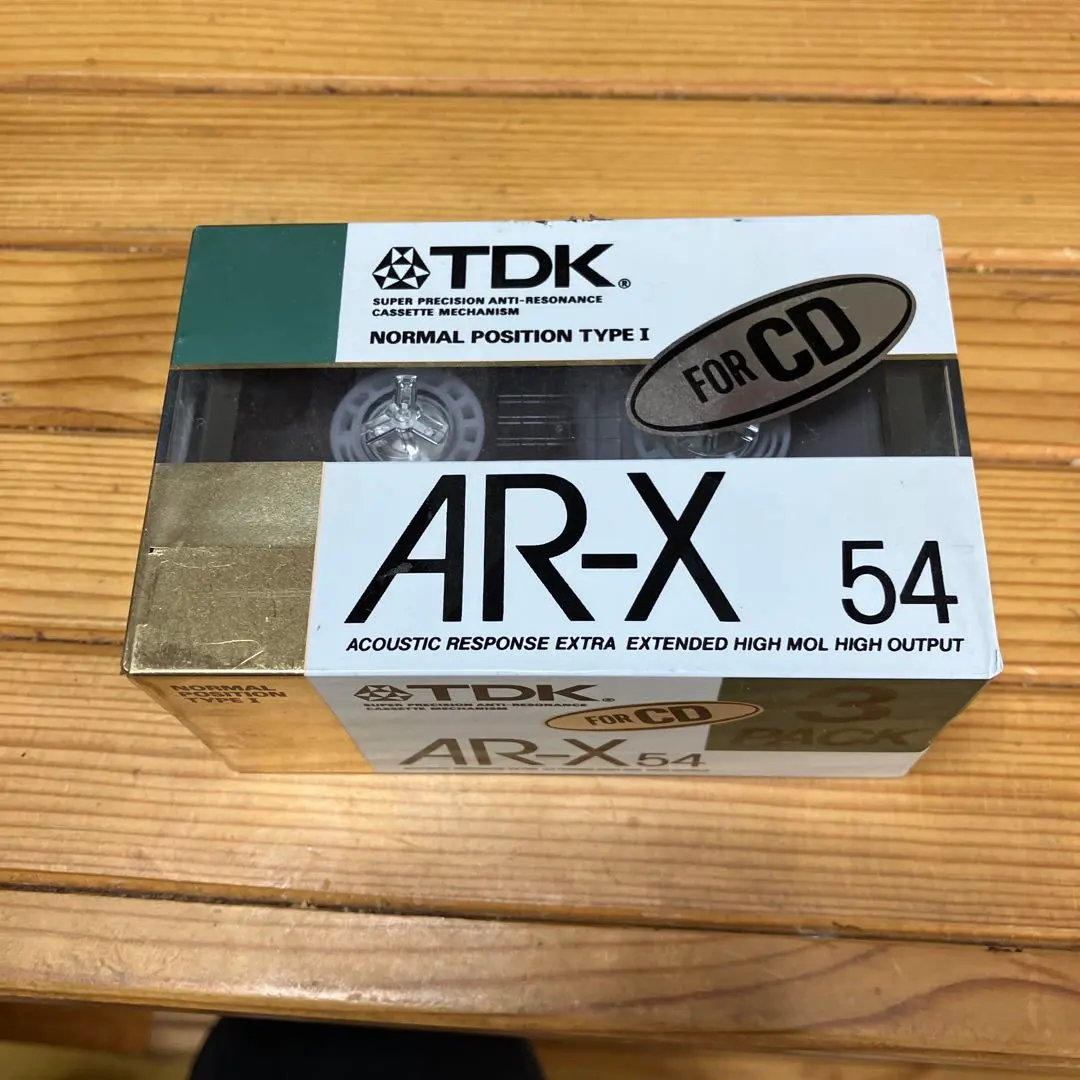 TDK®
SUPER PRECISION ANTI-RESONANCE
CASSETTE MECHANISM
NORMAL POSITION TYPE I
FOR CD
AR-X 54
ACOUSTIC RESPONSE EXTRA EXTENDED HIGH MOL HIGH OUTPUT
NORMAL
POSITION
TYPE I
TDK®
SUPER PRECISION ANTI-RESONANCE
CASSETTE MECHANISM
FOR CD
AR-X 54
3
PACK